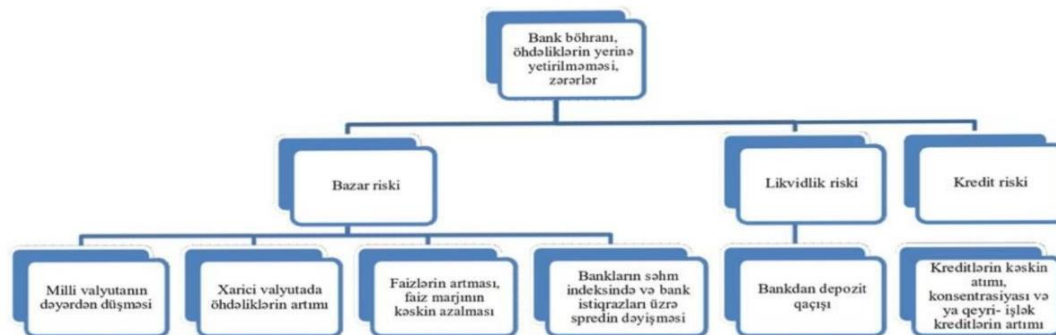 Bank böhranı,
öhdəliklərin yerinə
yetirilməməsi,
zərərlər
Bazar riski
Likvidlik riski
Kredit riski
Milli valyutanın
dəyərdən düşməsi
Xarici valyutada
öhdəliklərin artımı
Faizlərin artması,
faiz marjının
kəskin azalması
Bankların səhm
indeksində və bank
istiqrazları üzrə
spredin dəyişməsi
Bankdan depozit
qaçışı
Kreditlərin kəskin
atımı,
konsentrasiyası və
ya qeyri- işlək
kreditlərin artımı